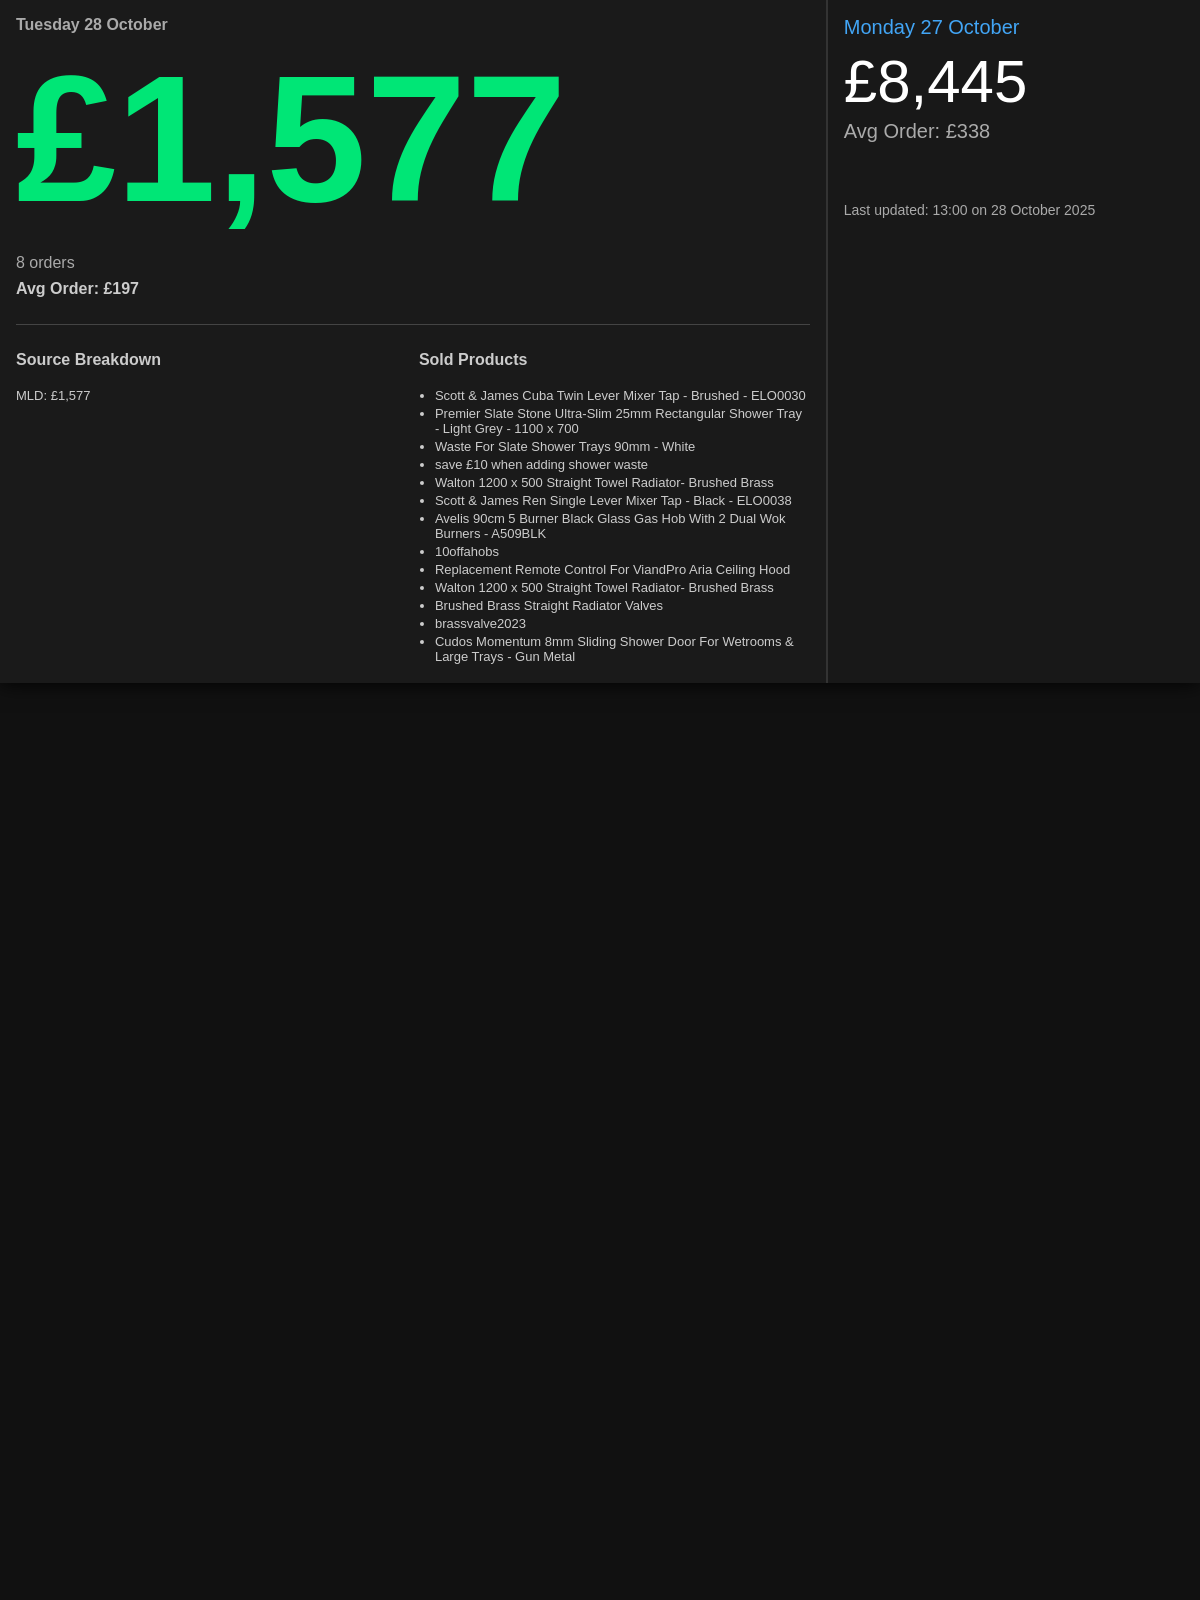 Tuesday 28 October
£1,577
8 orders
Avg Order: £197
Source Breakdown
MLD: £1,577
Sold Products
Scott & James Cuba Twin Lever Mixer Tap - Brushed - ELO0030
Premier Slate Stone Ultra-Slim 25mm Rectangular Shower Tray
- Light Grey - 1100 x 700
Waste For Slate Shower Trays 90mm - White
save £10 when adding shower waste
Walton 1200 x 500 Straight Towel Radiator- Brushed Brass
Scott & James Ren Single Lever Mixer Tap - Black - ELO0038
Avelis 90cm 5 Burner Black Glass Gas Hob With 2 Dual Wok
Burners - A509BLK
10offahobs
Replacement Remote Control For ViandPro Aria Ceiling Hood
Walton 1200 x 500 Straight Towel Radiator- Brushed Brass
Brushed Brass Straight Radiator Valves
brassvalve2023
Cudos Momentum 8mm Sliding Shower Door For Wetrooms &
Large Trays - Gun Metal
Monday 27 October
£8,445
Avg Order: £338
Last updated: 13:00 on 28 October 2025